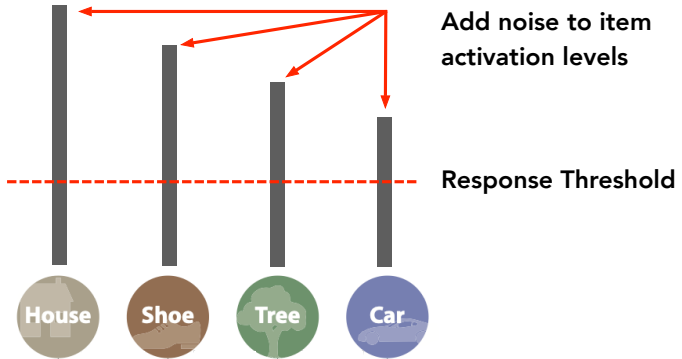 Add noise to item
activation levels
Response Threshold
House
Shoe
Tree
Car